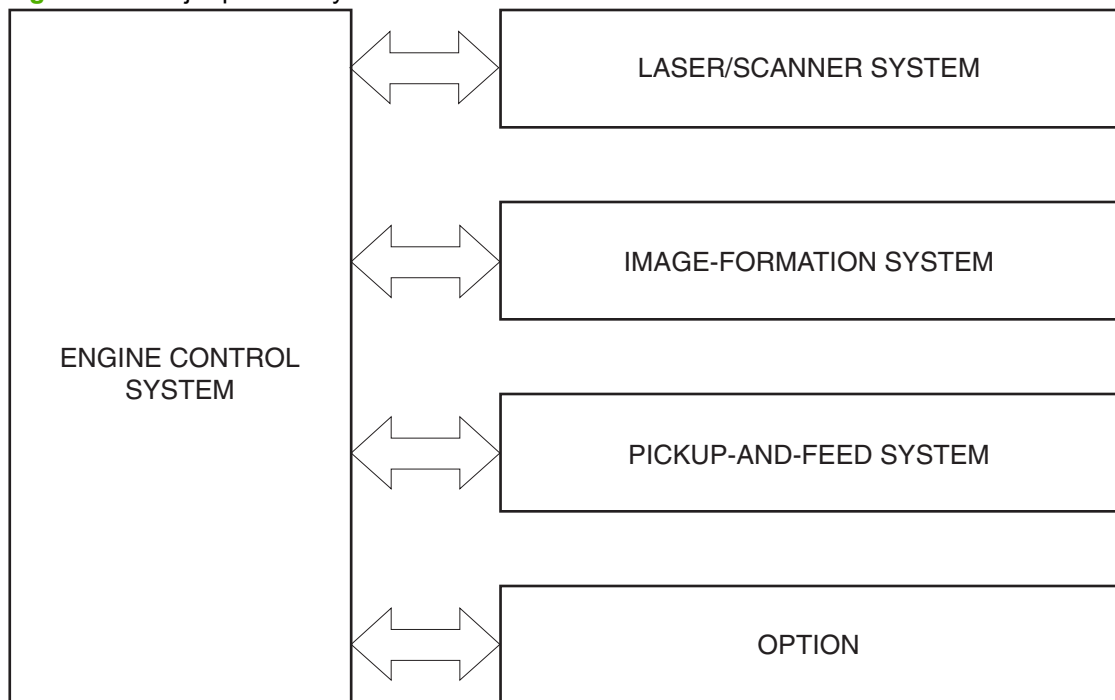 ENGINE CONTROL
SYSTEM
LASER/SCANNER SYSTEM
IMAGE-FORMATION SYSTEM
PICKUP-AND-FEED SYSTEM
OPTION